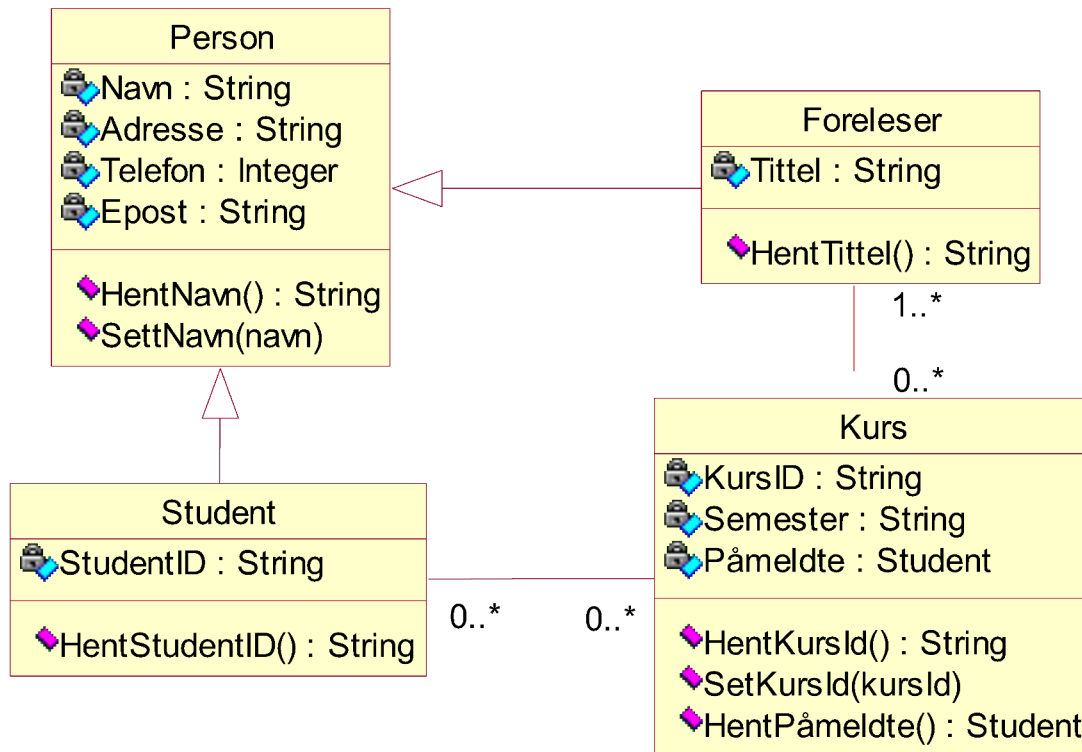 Person
Navn : String
Adresse : String
Telefon : Integer
Epost : String
HentNavn() : String
SettNavn(navn)
Foreleser
Tittel : String
HentTittel() : String
1..*
0..*
Student
StudentID : String
HentStudentID() : String
0..*
0..*
Kurs
KursID : String
Semester : String
Påmeldte : Student
HentKursId() : String
SetKursId(kursId)
HentPåmeldte() : Student